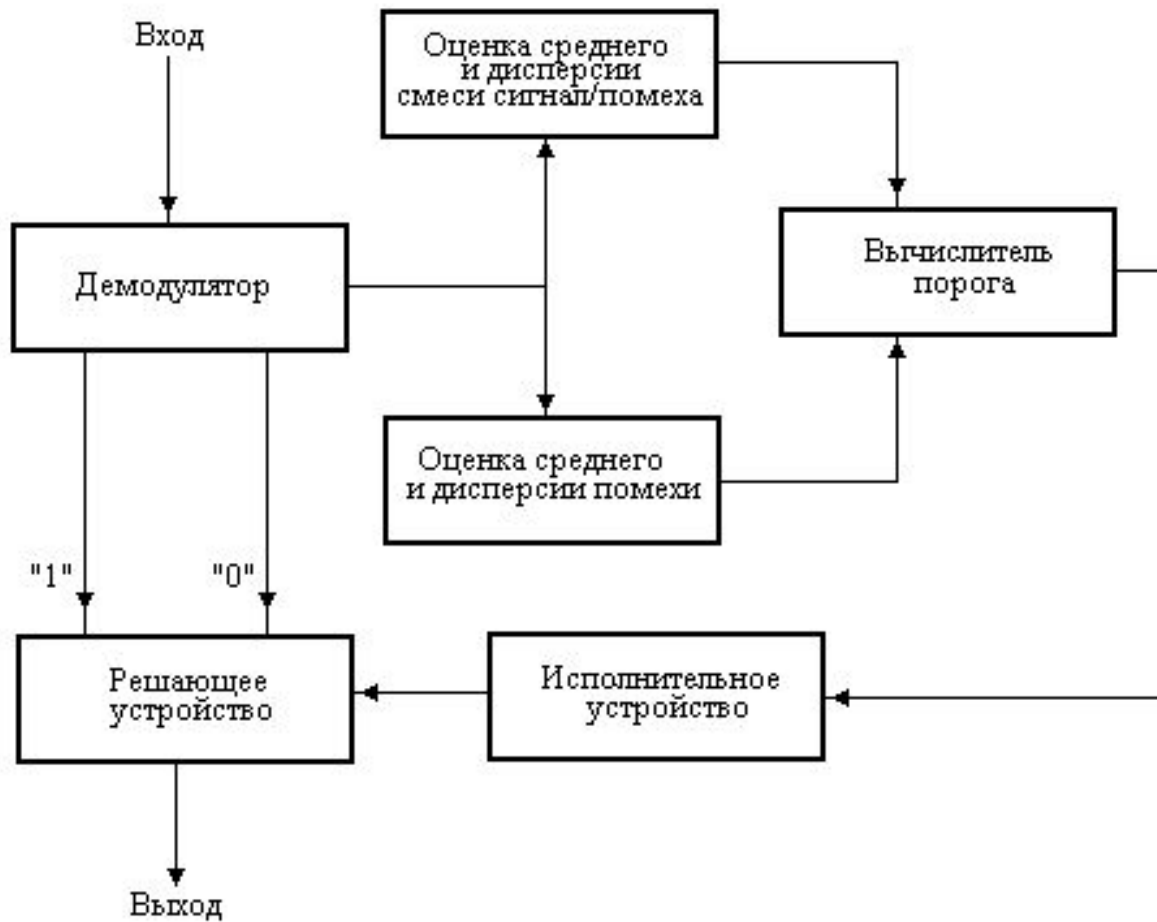 Вход
Оценка среднего
и дисперсии
смеси сигнал/помеха
Демодулятор
Вычислитель
порога
Оценка среднего
и дисперсии помехи
"1"
"0"
Решающее
устройство
Исполнительное
устройство
Выход